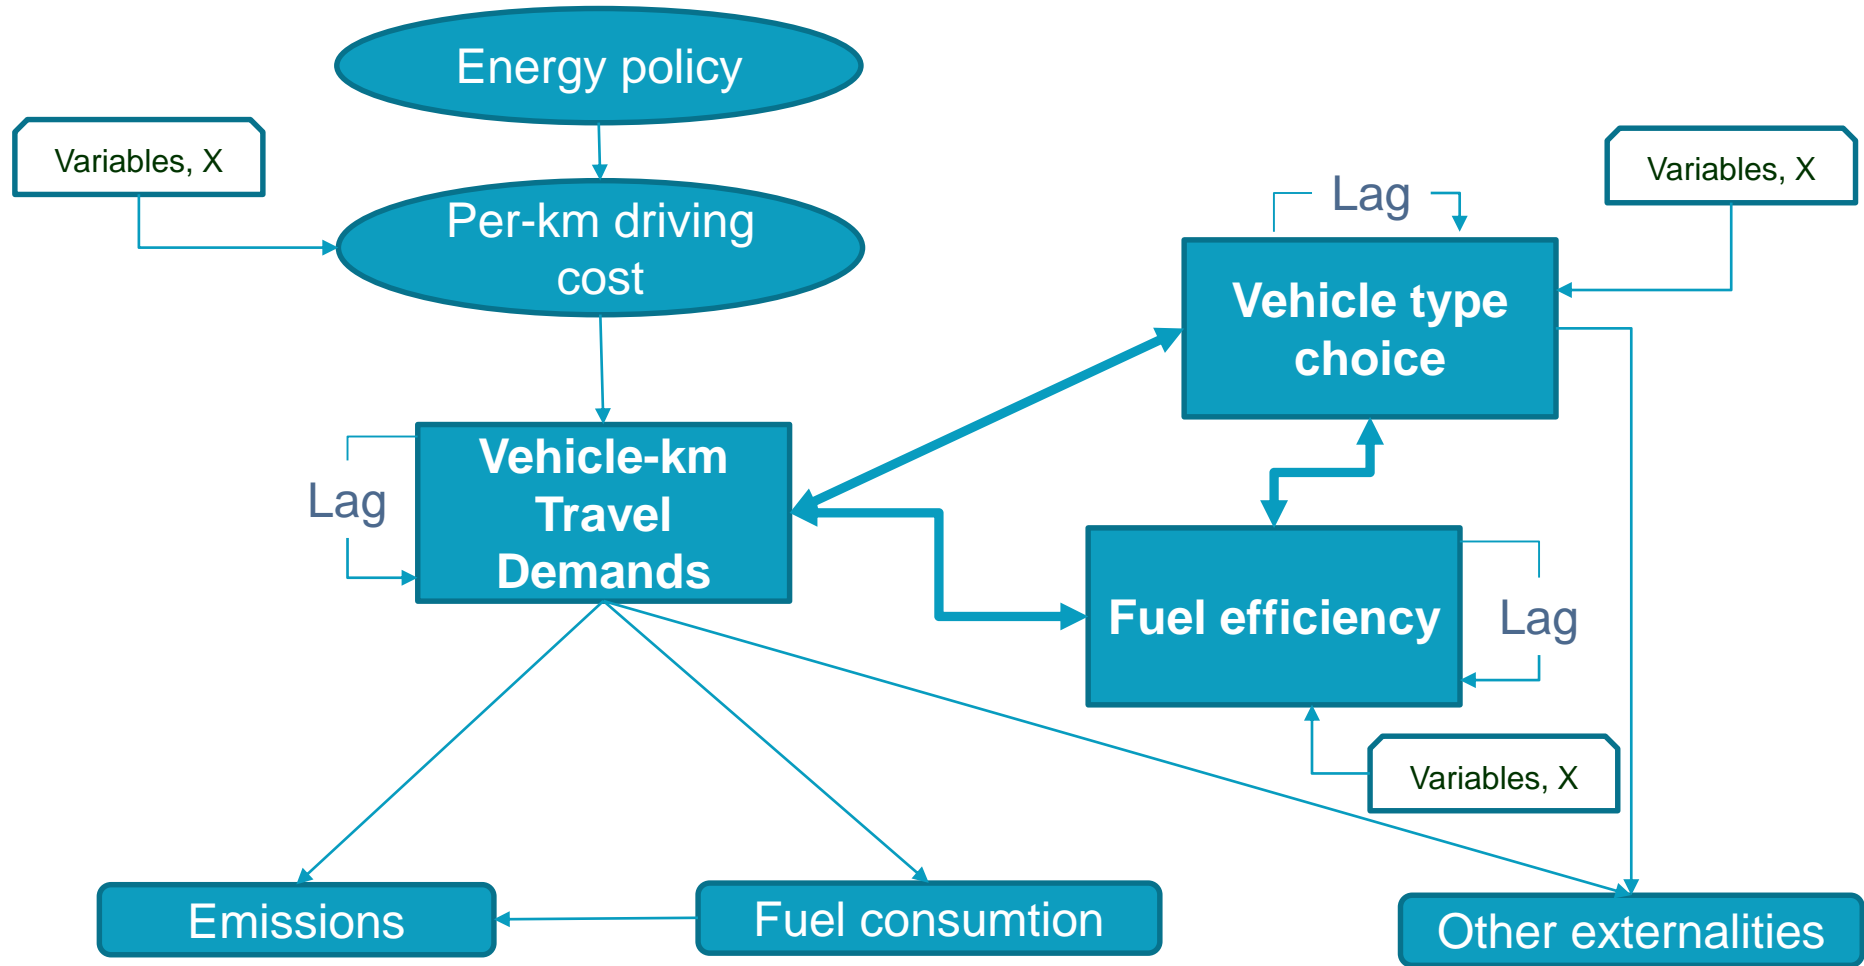 Energy policy
Variables, X
Per-km driving
cost
Lag
Variables, X
Vehicle type
choice
Vehicle-km
Travel
Demands
Lag
Fuel efficiency
Lag
Variables, X
Emissions
Fuel consumtion
Other externalities